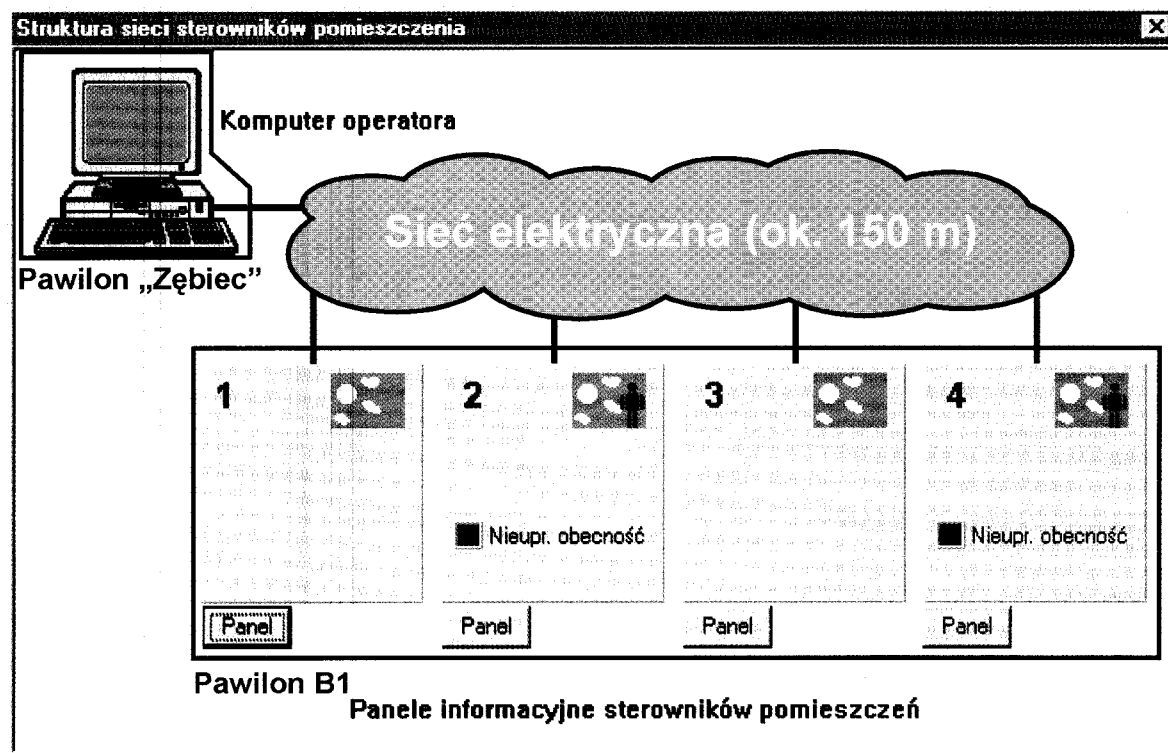 Struktura sieci sterowników pomieszczenia
Komputer operatora
Sieć elektryczna (ok. 150 m)
Pawilon „Zębiec”
1
2
3
4
Nieupr. obecność
Nieupr. obecność
Panel
Panel
Panel
Panel
Pawilon B1
Panele informacyjne sterowników pomieszczeń